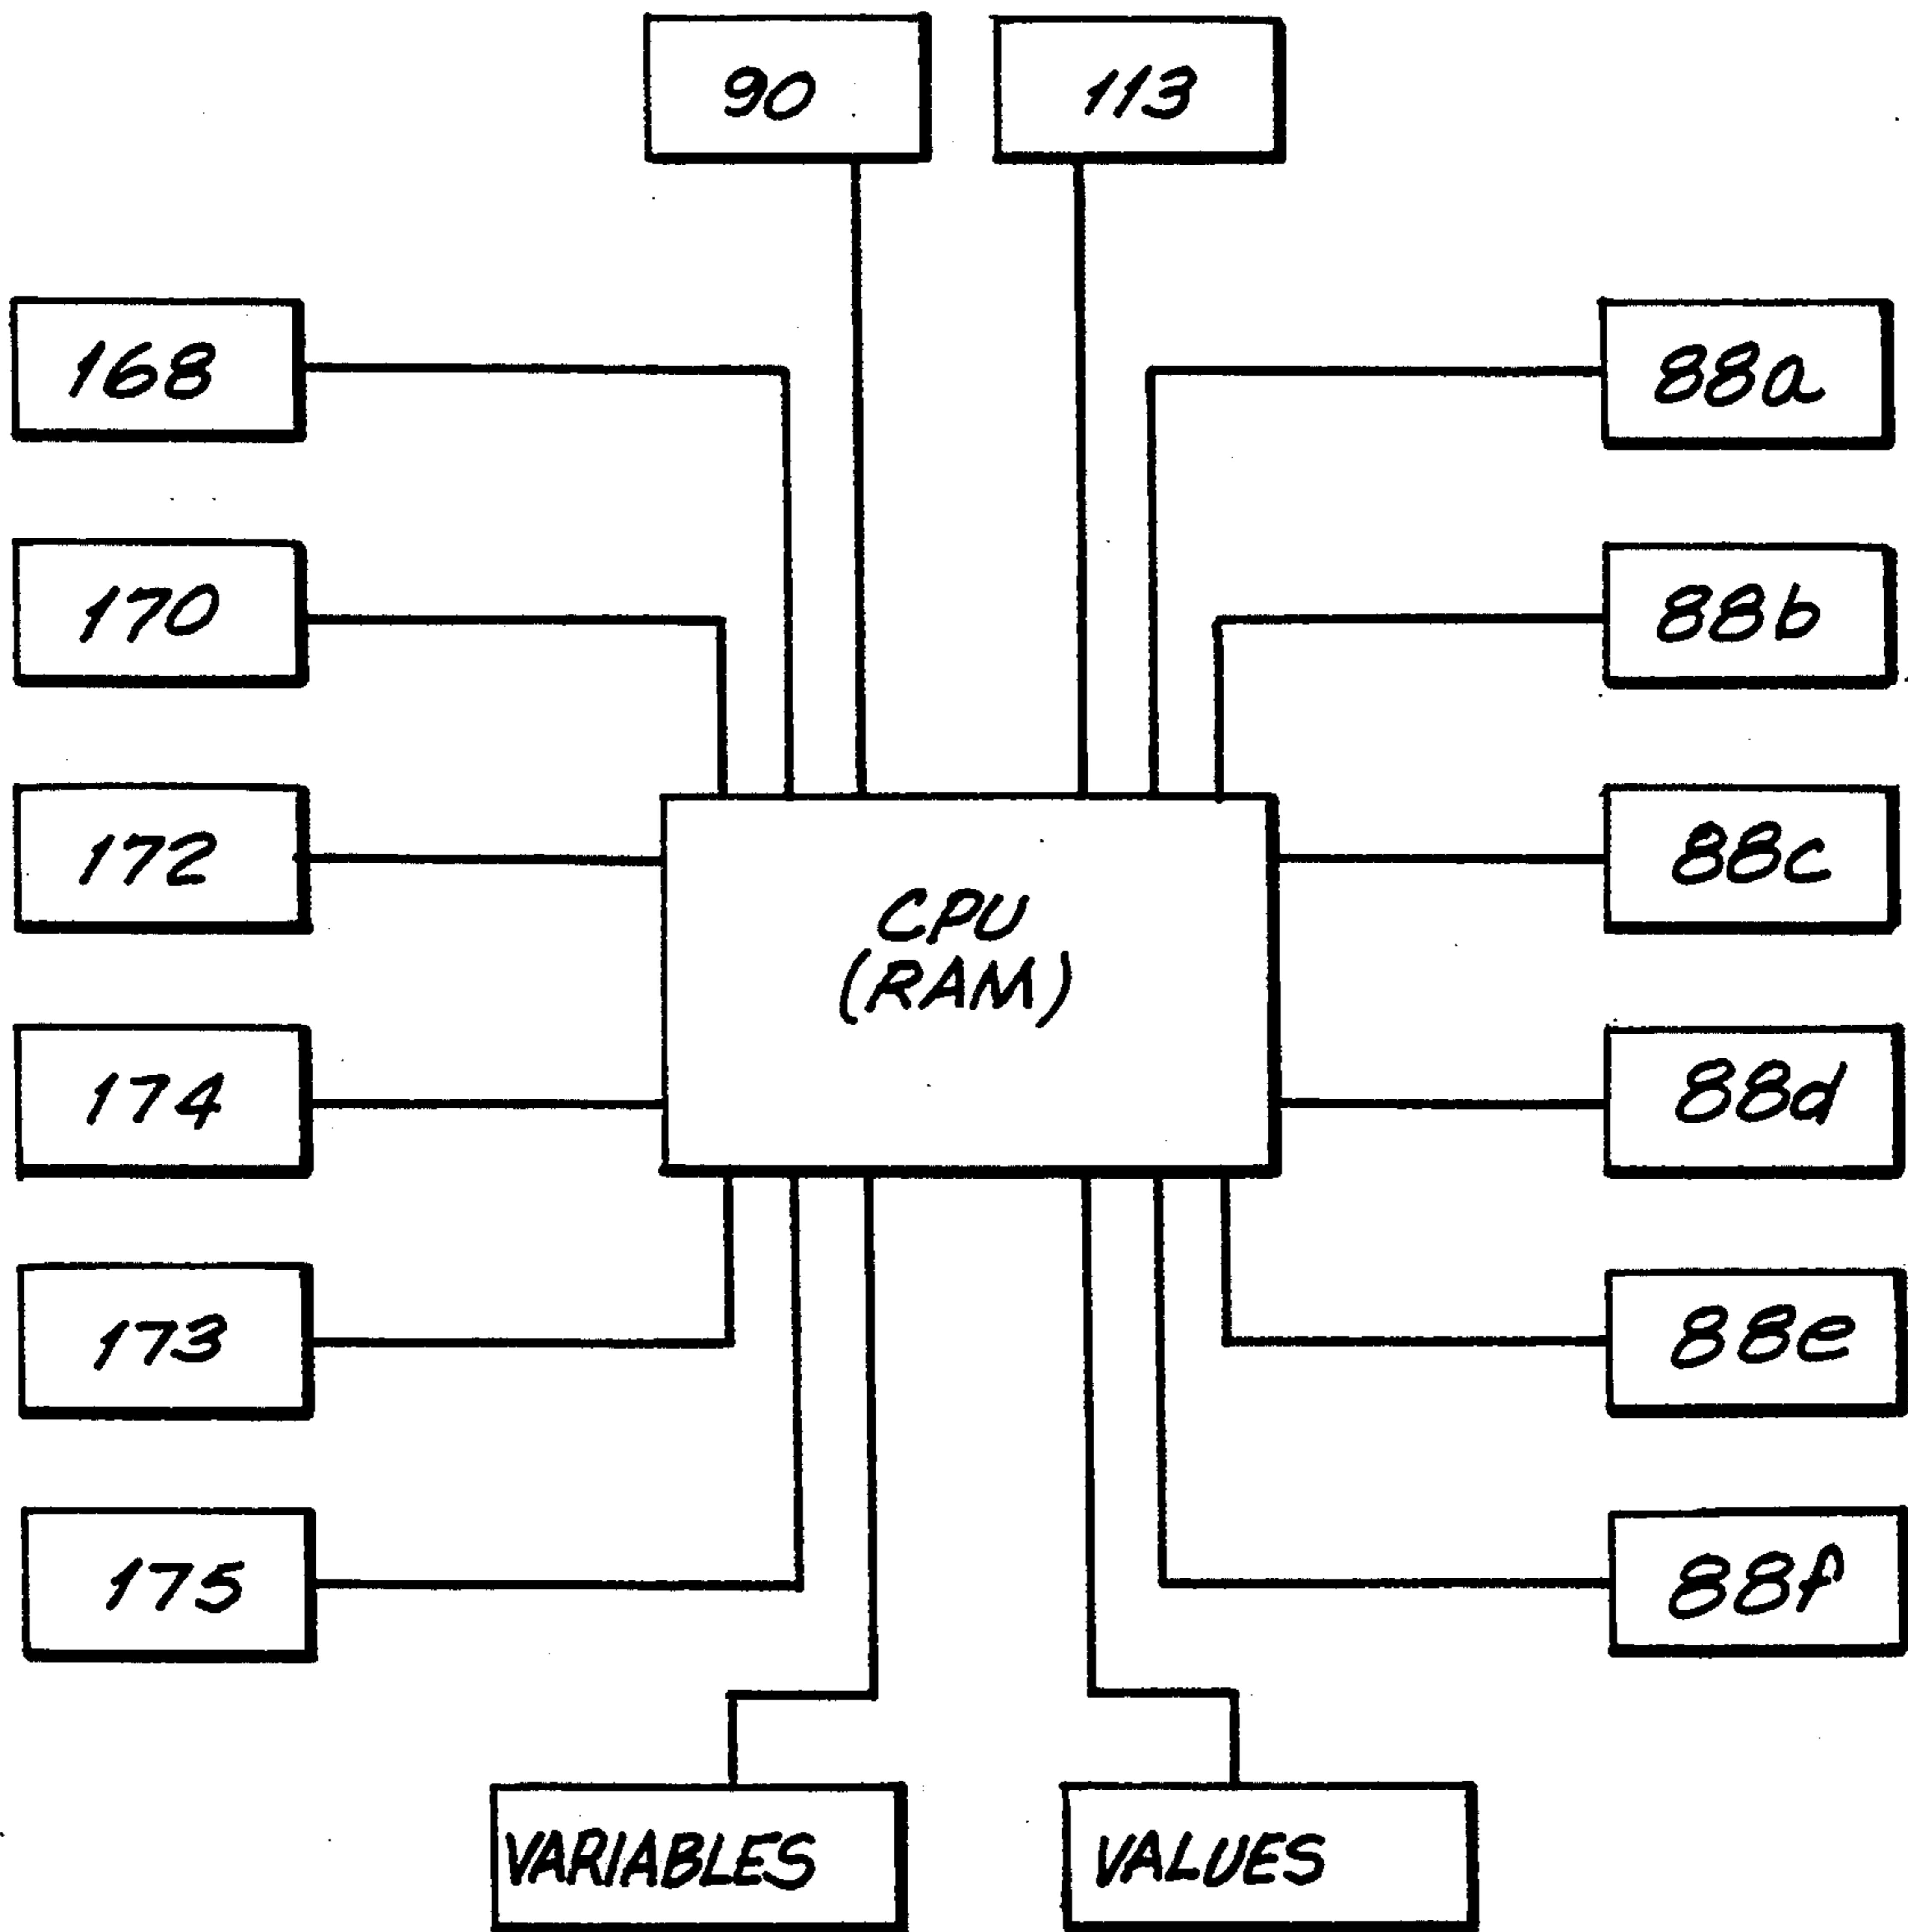 90
113
168
88a
170
88b
172
88c
CPU
(RAM)
174
88d
173
88e
175
88f
VARIABLES
VALUES